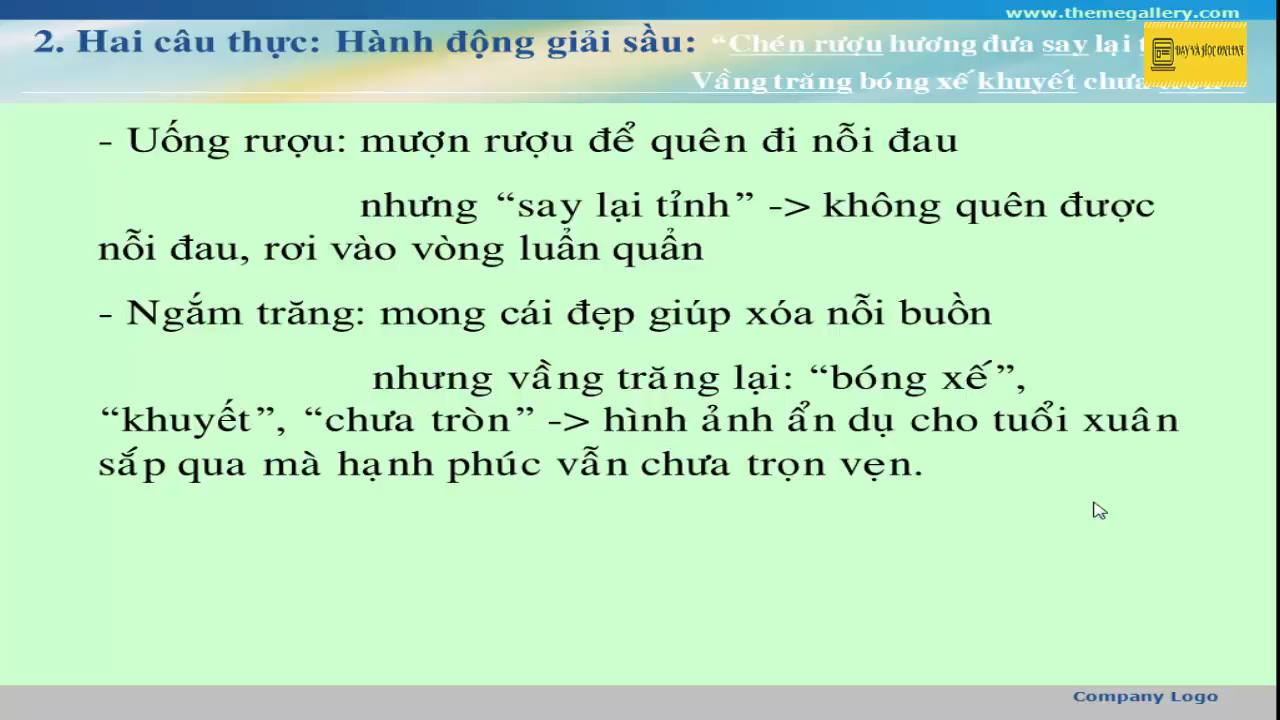 www.themegallery.com
2. Hai câu thực: Hành động giải sầu: “Chén rượu hương đưa say lại
DẠY VÀ HỌC ONLINE
Vầng trăng bóng xế khuyết chưa
- Uống rượu: mượn rượu để quên đi nỗi đau
nhưng “say lại tỉnh” -> không quên được
nỗi đau, rơi vào vòng luẩn quẩn
- Ngắm trăng: mong cái đẹp giúp xóa nỗi buồn
nhưng vầng trăng lại: “bóng xế”,
“khuyết”, “chưa tròn” -> hình ảnh ẩn dụ cho tuổi xuân
sắp qua mà hạnh phúc vẫn chưa trọn vẹn.
Company Logo